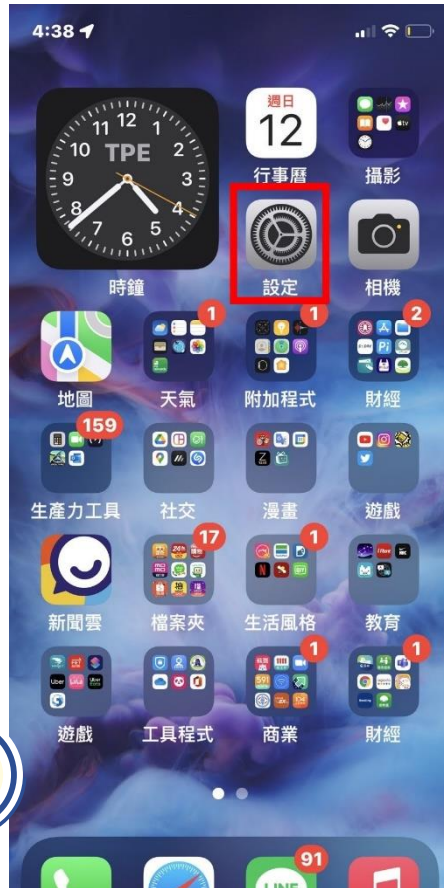 4:38
11 12 1
10 TPE 2
9 3
8 4
7 6 5
時鐘
週日
12
行事曆
攝影
設定
相機
1
1
2
地圖
天氣
附加程式
財經
159
生產力工具
社交
漫畫
遊戲
17
1
新聞雲
檔案夾
生活風格
教育
1
1
遊戲
工具程式
商業
財經
91
LINE